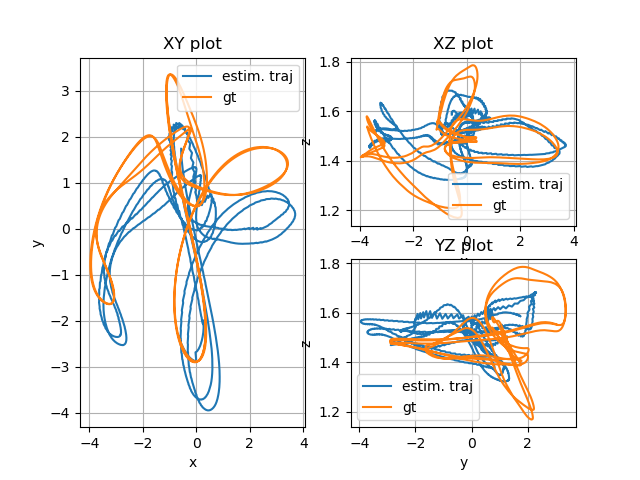 XY plot
estim. traj
gt
3
2
1
0
−1
−2
−3
−4
y
−4 −2 0 2 4
x
XZ plot
1.8
1.6
1.4
1.2
z
estim. traj
gt
−4 −2 0 2 4
YZ plot
1.8
1.6
1.4
1.2
z
estim. traj
gt
−4 −2 0 2
y